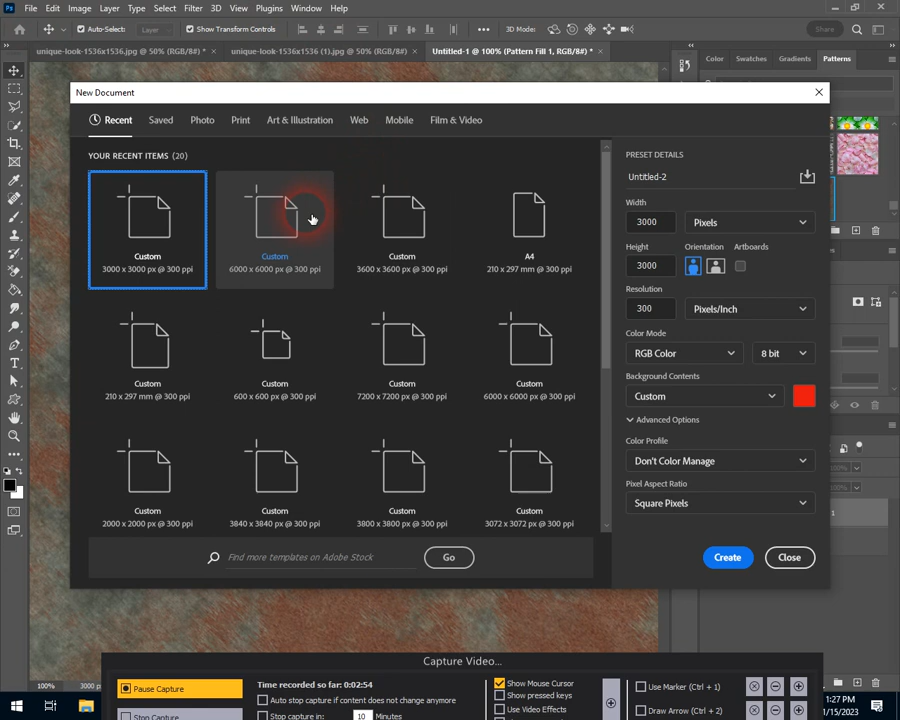 Ps File Edit Image Layer Type Select Filter 3D View Plugins Window Help
Auto-Select: Layer Show Transform Controls 3D Mode: Share
unique-look-1536x1536.jpg @ 50% (RGB/8#) * × unique-look-1536x1536 (1).jpg @ 50% (RGB/8#) × Untitled-1 @ 100% (Pattern Fill 1, RGB/8#) * ×
Color Swatches Gradients Patterns
New Document
Recent Saved Photo Print Art & Illustration Web Mobile Film & Video
YOUR RECENT ITEMS (20)
Custom
3000 x 3000 px @ 300 ppi
Custom
6000 x 6000 px @ 300 ppi
Custom
3600 x 3600 px @ 300 ppi
A4
210 x 297 mm @ 300 ppi
Custom
210 x 297 mm @ 300 ppi
Custom
600 x 600 px @ 300 ppi
Custom
7200 x 7200 px @ 300 ppi
Custom
6000 x 6000 px @ 300 ppi
Custom
2000 x 2000 px @ 300 ppi
Custom
3840 x 3840 px @ 300 ppi
Custom
3800 x 3800 px @ 300 ppi
Custom
3072 x 3072 px @ 300 ppi
Find more templates on Adobe Stock
Go
PRESET DETAILS
Untitled-2
Width
3000 Pixels
Height Orientation Artboards
3000
Resolution
300 Pixels/Inch
Color Mode
RGB Color 8 bit
Background Contents
Custom
Advanced Options
Color Profile
Don't Color Manage
Pixel Aspect Ratio
Square Pixels
Create Close
100% 3000 p
Capture Video...
Pause Capture
Stop Capture
Time recorded so far: 0:02:54
Auto stop capture if content does not change anymore
Stop capture in: 10 Minutes
Show Mouse Cursor
Show pressed keys
Use Video Effects
Use Marker (Ctrl + 1)
Draw Arrow (Ctrl + 2)
1:27 PM
1/15/2023